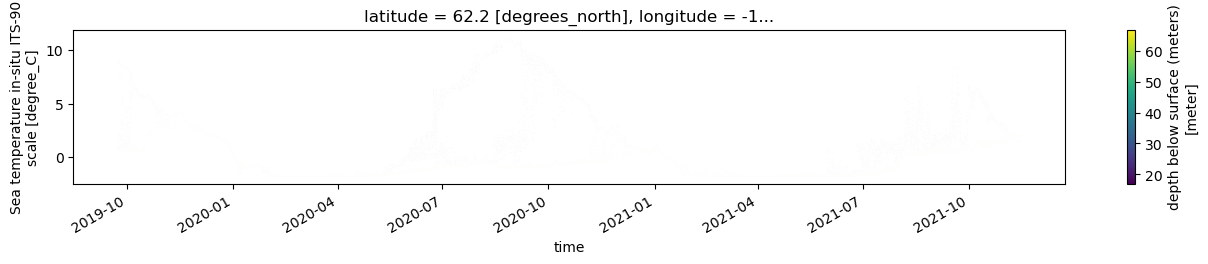 latitude = 62.2 [degrees_north], longitude = -1...
Sea temperature in-situ ITS-90
scale [degree_C]
10
5
0
2019-10
2020-01
2020-04
2020-07
2020-10
2021-01
2021-04
2021-07
2021-10
time
60
50
40
30
20
depth below surface (meters)
[meter]